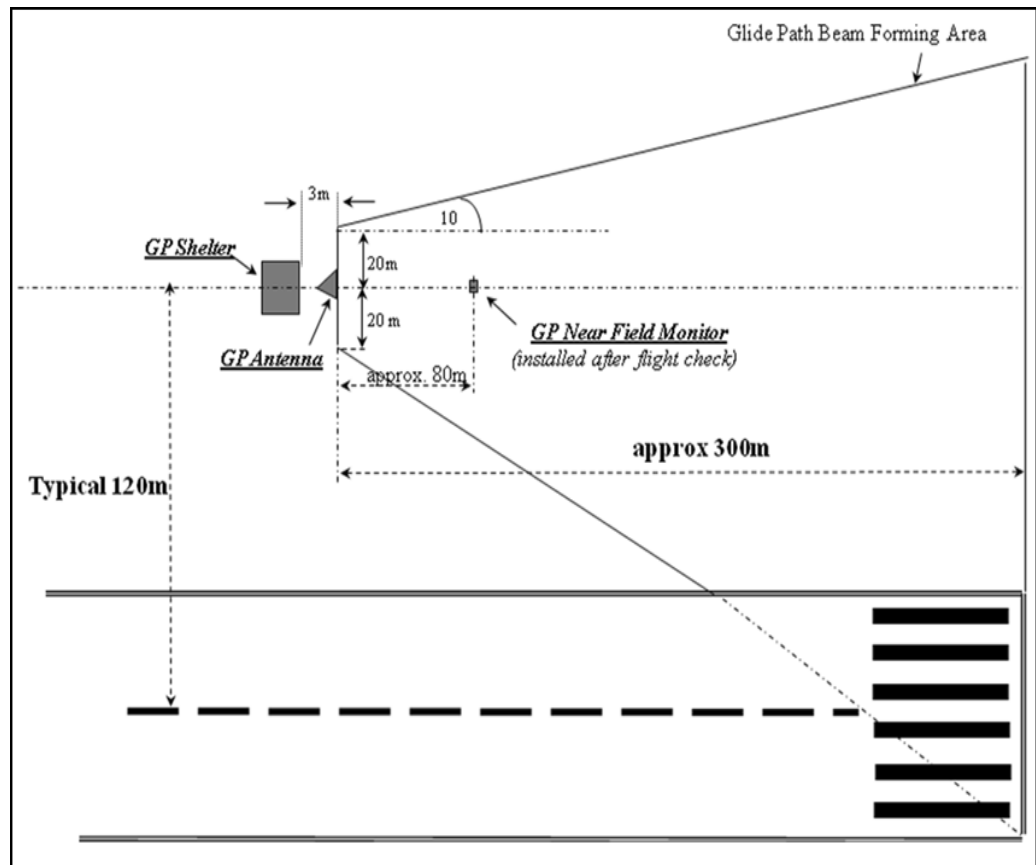 Glide Path Beam Forming Area
3m
10
GP Shelter
20m
GP Antenna
20 m
GP Near Field Monitor
(installed after flight check)
approx. 80m
approx 300m
Typical 120m